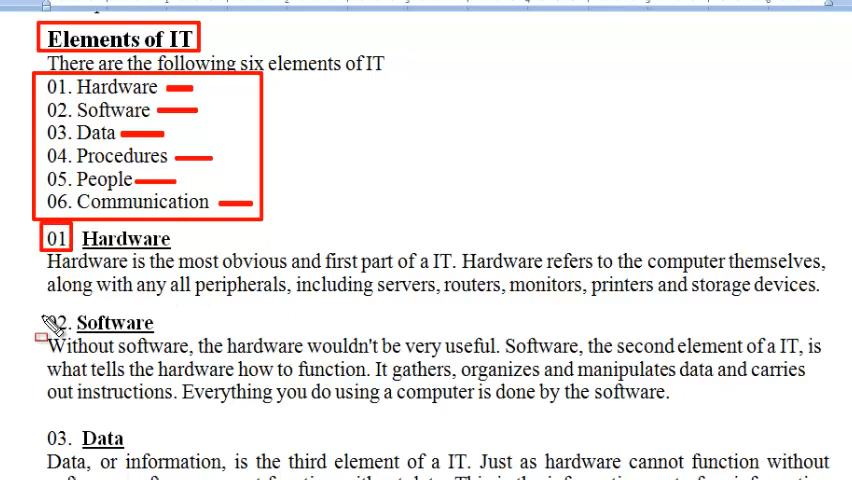 Elements of IT
There are the following six elements of IT
01. Hardware
02. Software
03. Data
04. Procedures
05. People
06. Communication
01 Hardware
Hardware is the most obvious and first part of a IT. Hardware refers to the computer themselves,
along with any all peripherals, including servers, routers, monitors, printers and storage devices.
02. Software
Without software, the hardware wouldn't be very useful. Software, the second element of a IT, is
what tells the hardware how to function. It gathers, organizes and manipulates data and carries
out instructions. Everything you do using a computer is done by the software.
03. Data
Data, or information, is the third element of a IT. Just as hardware cannot function without